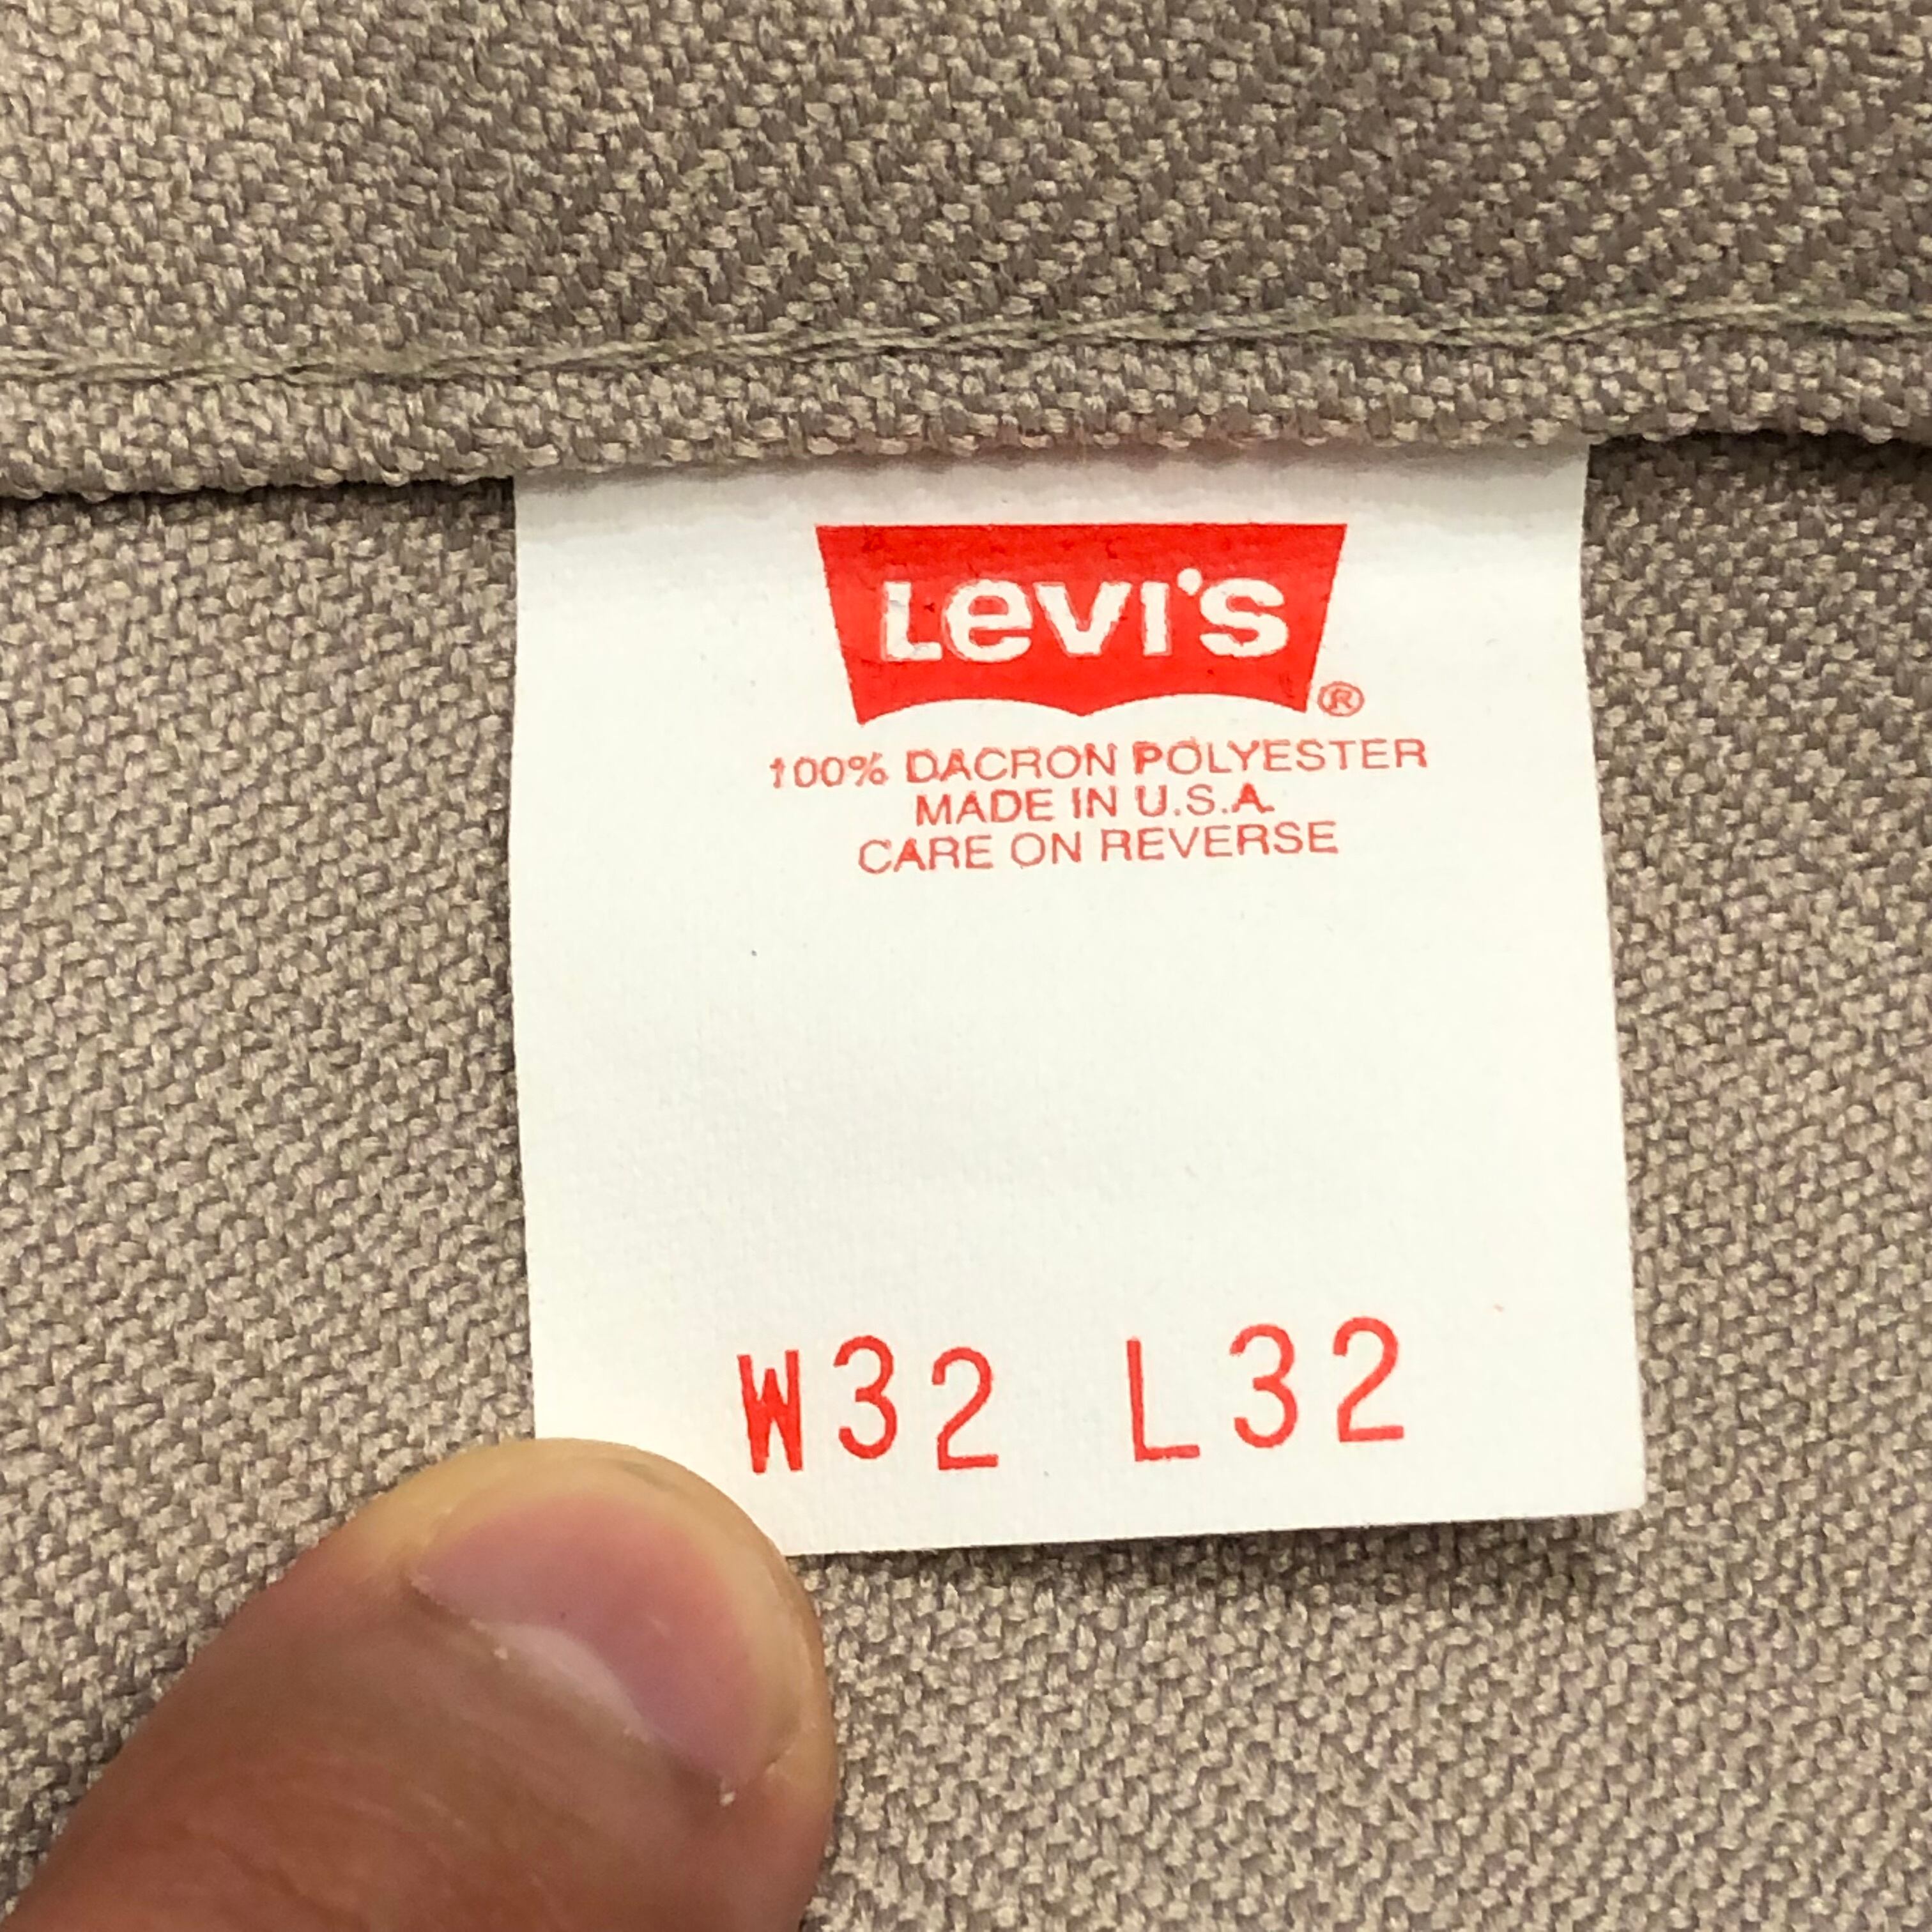 Levi's ®
100% DACRON POLYESTER
MADE IN U.S.A.
CARE ON REVERSE
W32 L32